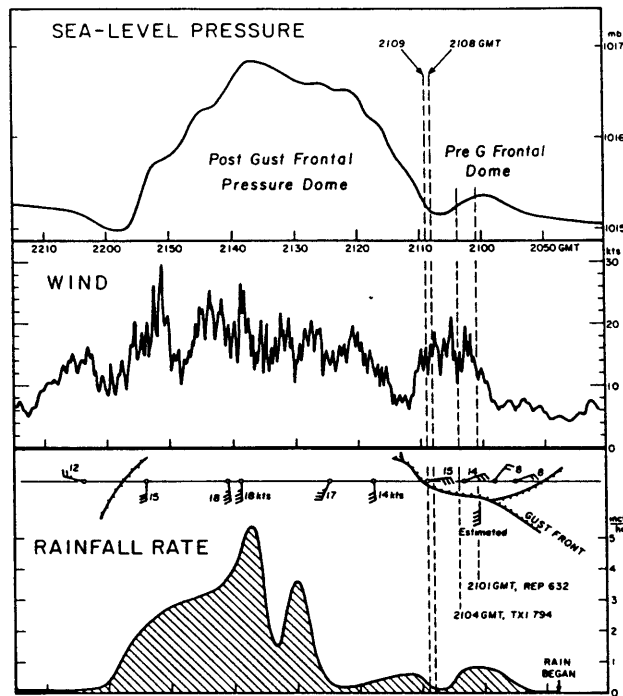 SEA-LEVEL PRESSURE
mb
1017
2109
2108 GMT
1016
Post Gust Frontal
Pressure Dome
Pre G Frontal
Dome
1015
2210 2200 2150 2140 2130 2120 2110 2100 2050 GMT
kts
30
WIND
20
10
0
12
15
18
18 kts
17
14 kts
15
14
8
8
Estimated
GUST FRONT
RAINFALL RATE
5
4
3
2
1
0
2101 GMT, REP 632
2104 GMT, TXI 794
RAIN
BEGAN